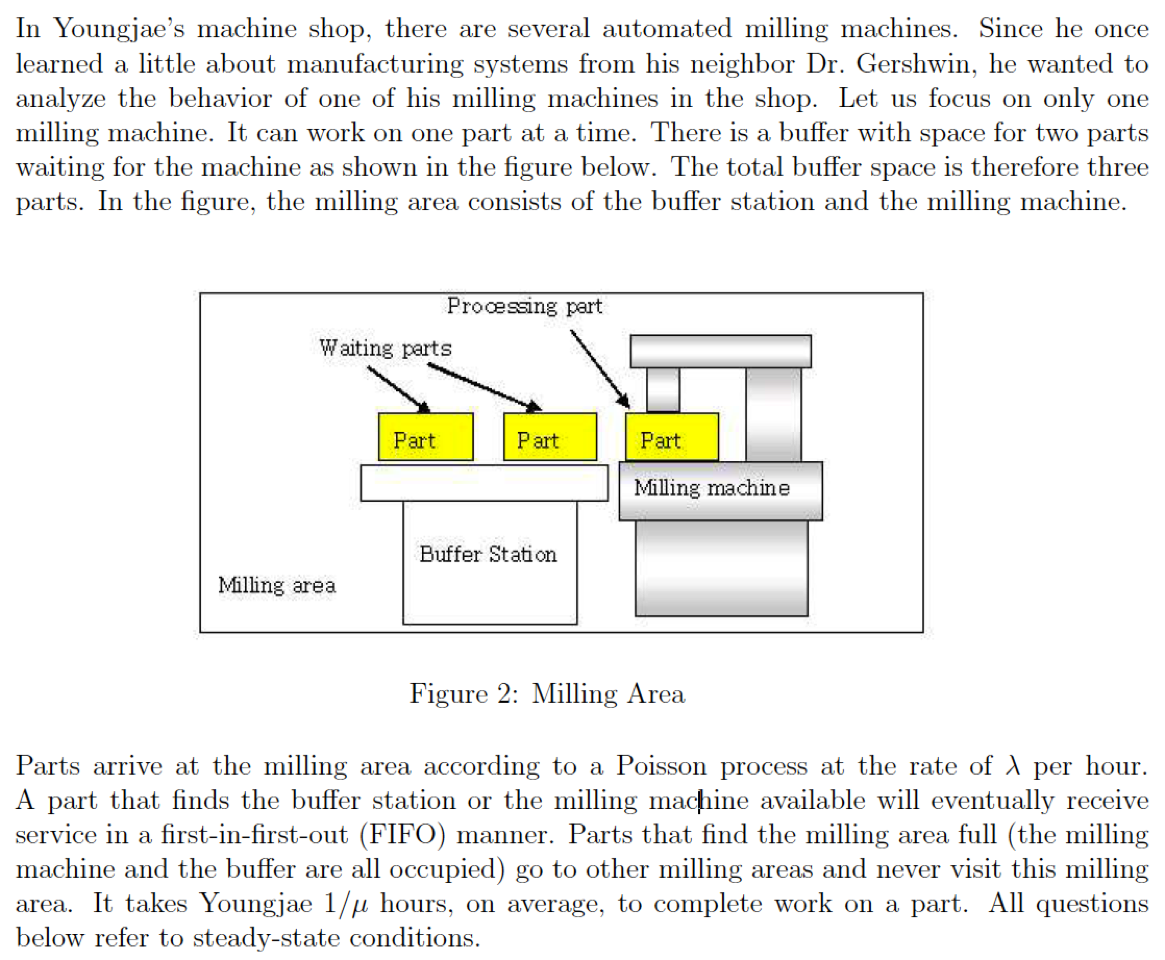 In Youngjae's machine shop, there are several automated milling machines. Since he once
learned a little about manufacturing systems from his neighbor Dr. Gershwin, he wanted to
analyze the behavior of one of his milling machines in the shop. Let us focus on only one
milling machine. It can work on one part at a time. There is a buffer with space for two parts
waiting for the machine as shown in the figure below. The total buffer space is therefore three
parts. In the figure, the milling area consists of the buffer station and the milling machine.
Processing part
Waiting parts
Part
Part
Part
Milling machine
Buffer Station
Milling area
Figure 2: Milling Area
Parts arrive at the milling area according to a Poisson process at the rate of λ per hour.
A part that finds the buffer station or the milling machine available will eventually receive
service in a first-in-first-out (FIFO) manner. Parts that find the milling area full (the milling
machine and the buffer are all occupied) go to other milling areas and never visit this milling
area. It takes Youngjae 1/μ hours, on average, to complete work on a part. All questions
below refer to steady-state conditions.